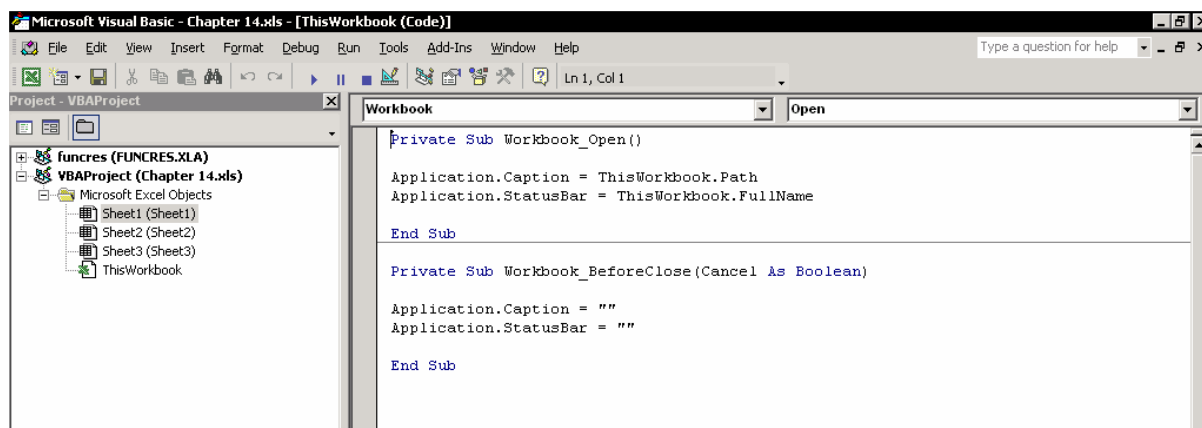 Microsoft Visual Basic - Chapter 14.xls - [ThisWorkbook (Code)]
File Edit View Insert Format Debug Run Tools Add-Ins Window Help
Type a question for help
Ln 1, Col 1
Project - VBAProject
Workbook
Open
funcres (FUNCRES.XLA)
VBAProject (Chapter 14.xls)
Microsoft Excel Objects
Sheet1 (Sheet1)
Sheet2 (Sheet2)
Sheet3 (Sheet3)
ThisWorkbook
Private Sub Workbook_Open()
Application.Caption = ThisWorkbook.Path
Application.StatusBar = ThisWorkbook.FullName
End Sub
Private Sub Workbook_BeforeClose(Cancel As Boolean)
Application.Caption = ""
Application.StatusBar = ""
End Sub